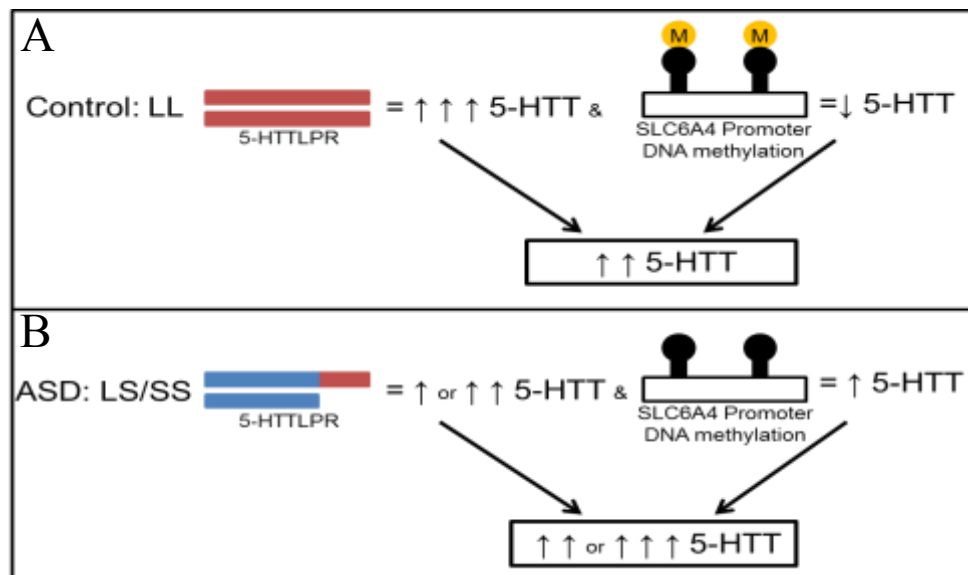 A
M M
Control: LL = ↑ ↑ ↑ 5-HTT & =↓ 5-HTT
5-HTTLPR
SLC6A4 Promoter
DNA methylation
↑ ↑ 5-HTT
B
ASD: LS/SS = ↑ or ↑ ↑ 5-HTT & = ↑ 5-HTT
5-HTTLPR
SLC6A4 Promoter
DNA methylation
↑ ↑ or ↑ ↑ ↑ 5-HTT